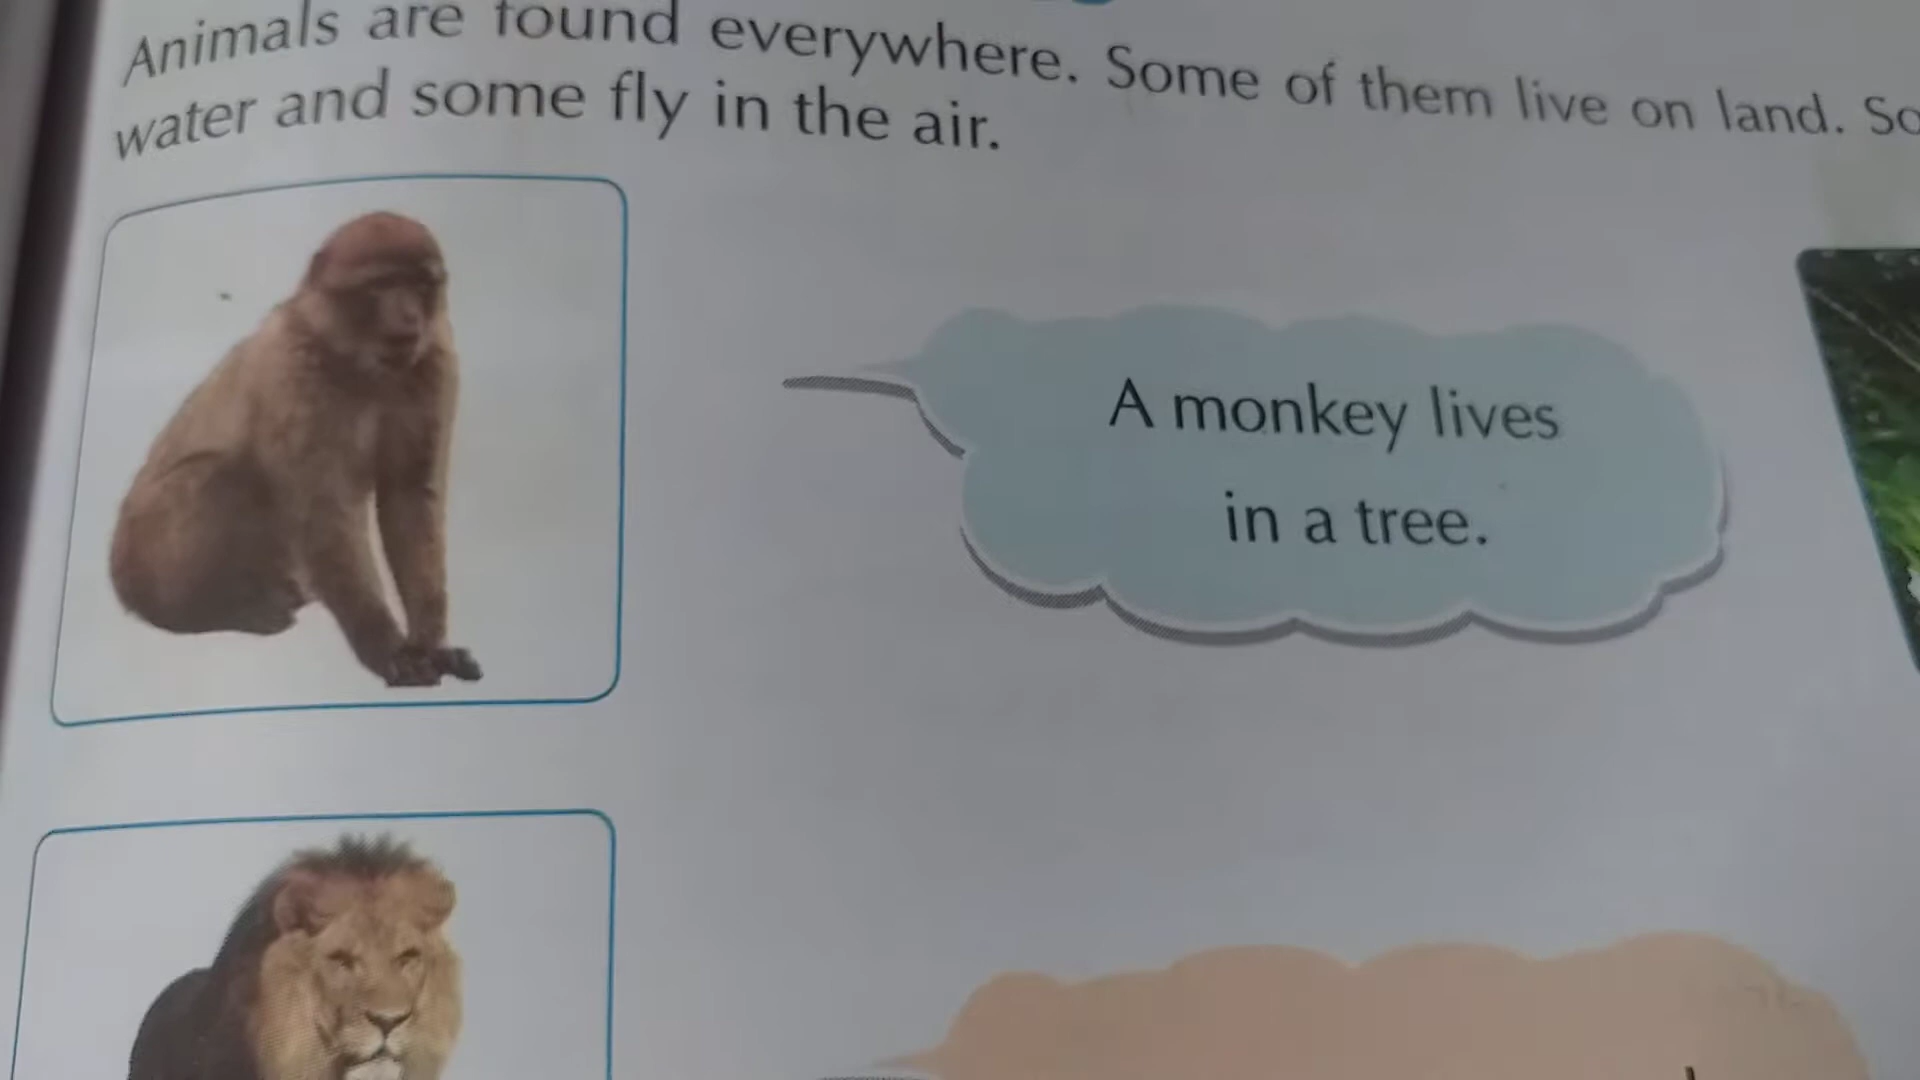 Animals are found everywhere. Some of them live on land.
water and some fly in the air.
A monkey lives
in a tree.